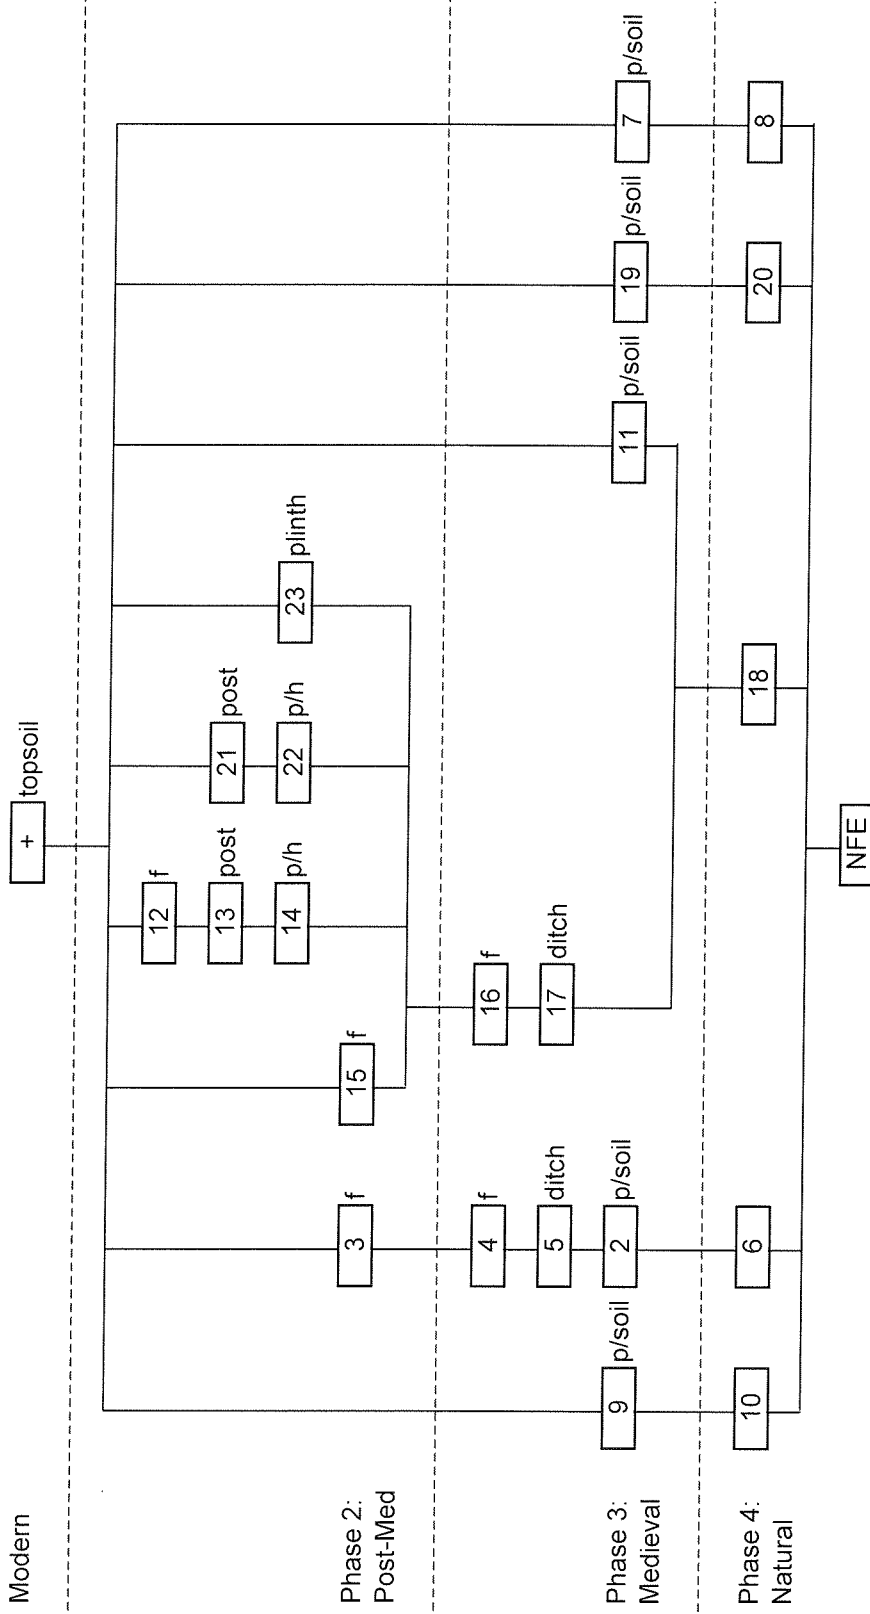 Modern
+ topsoil
12 f
13 post
21 post
14 p/h
22 p/h
23 plinth
Phase 2:
Post-Med
3 f
15 f
4 f
16 f
5 ditch
17 ditch
Phase 3:
Medieval
9 p/soil
2 p/soil
11 p/soil
19 p/soil
7 p/soil
Phase 4:
Natural
10
6
18
20
8
NFE